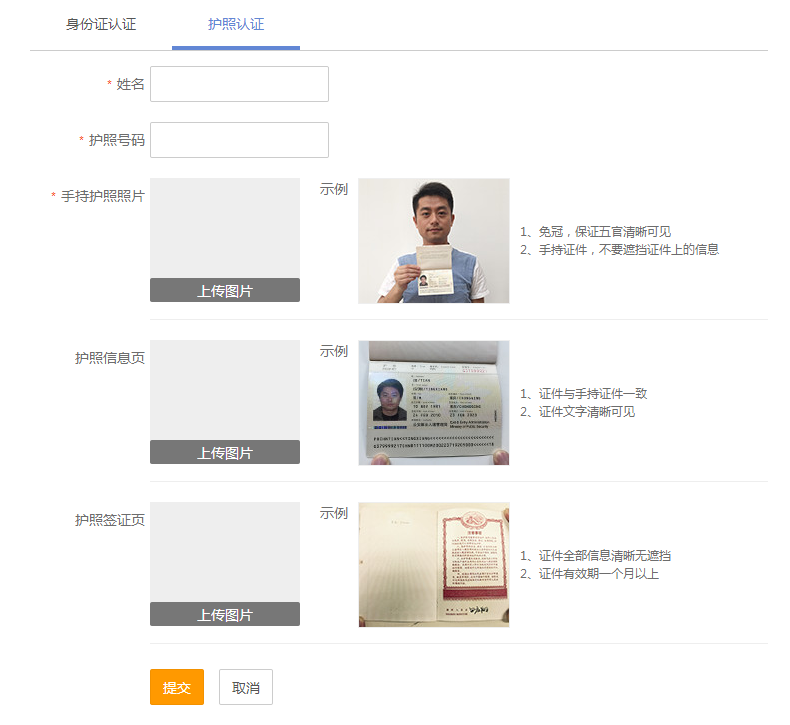 身份证认证 护照认证
* 姓名
* 护照号码
* 手持护照照片
上传图片
示例
1、免冠，保证五官清晰可见
2、手持证件，不要遮挡证件上的信息
护照信息页
上传图片
示例
1、证件与手持证件一致
2、证件文字清晰可见
护照签证页
上传图片
示例
1、证件全部信息清晰无遮挡
2、证件有效期一个月以上
提交 取消